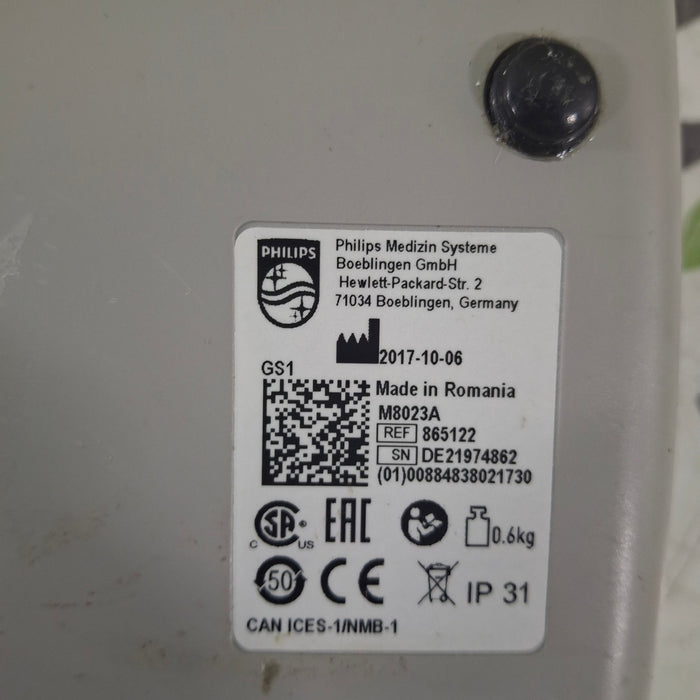 PHILIPS
Philips Medizin Systeme
Boeblingen GmbH
Hewlett-Packard-Str. 2
71034 Boeblingen, Germany
2017-10-06
GS1
Made in Romania
M8023A
REF 865122
SN DE21974862
(01)00884838021730
C SA US EAC 0.6kg
50 CE IP 31
CAN ICES-1/NMB-1